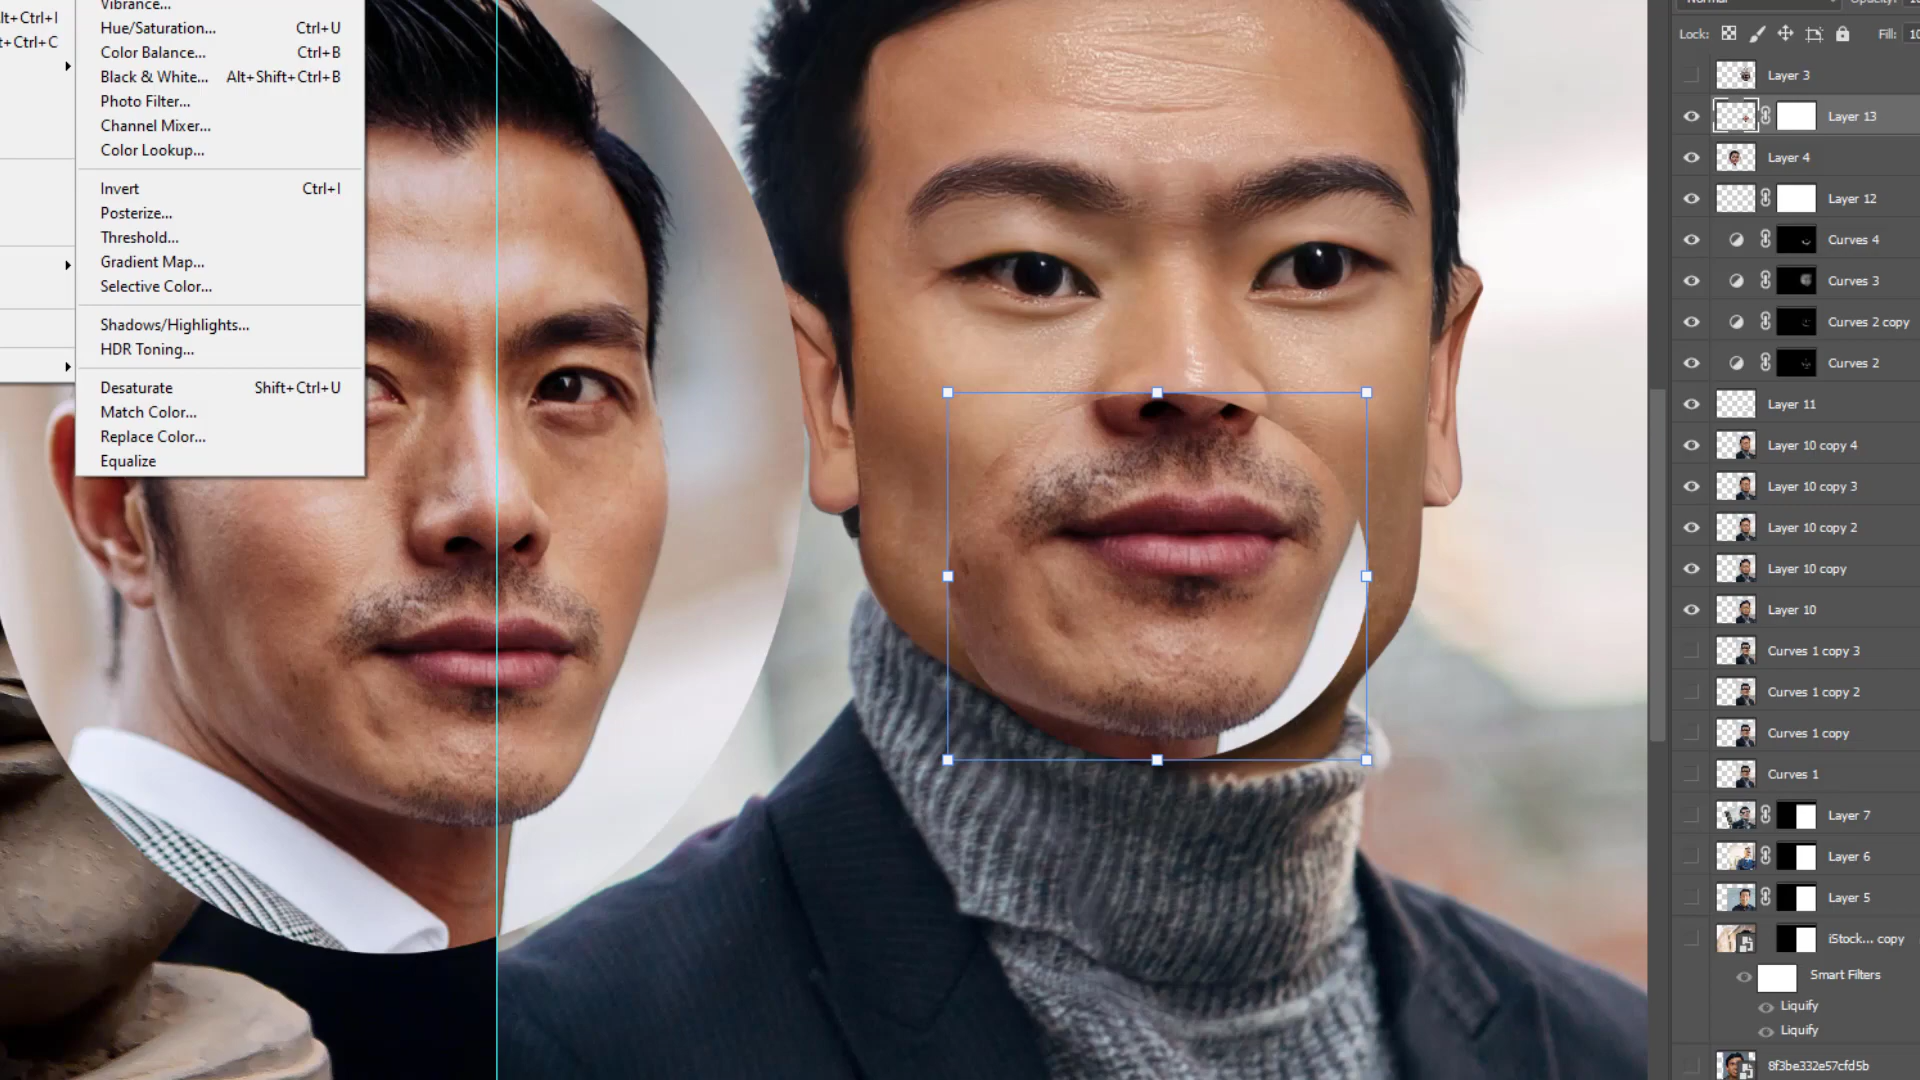 lt+Ctrl+I
t+Ctrl+C
Vibrance...
Hue/Saturation... Ctrl+U
Color Balance... Ctrl+B
Black & White... Alt+Shift+Ctrl+B
Photo Filter...
Channel Mixer...
Color Lookup...
Invert Ctrl+I
Posterize...
Threshold...
Gradient Map...
Selective Color...
Shadows/Highlights...
HDR Toning...
Desaturate Shift+Ctrl+U
Match Color...
Replace Color...
Equalize
Normal Opacity:
Lock: Fill: 10
Layer 3
Layer 13
Layer 4
Layer 12
Curves 4
Curves 3
Curves 2 copy
Curves 2
Layer 11
Layer 10 copy 4
Layer 10 copy 3
Layer 10 copy 2
Layer 10 copy
Layer 10
Curves 1 copy 3
Curves 1 copy 2
Curves 1 copy
Curves 1
Layer 7
Layer 6
Layer 5
iStock... copy
Smart Filters
Liquify
Liquify
8f3be332e57cfd5b